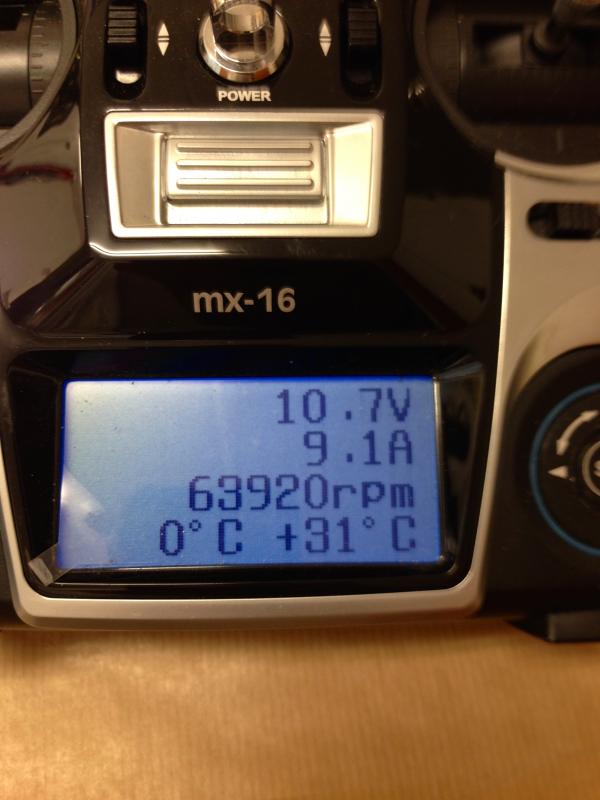 POWER
mx-16
10.7V
9.1A
63920rpm
0°C +31°C